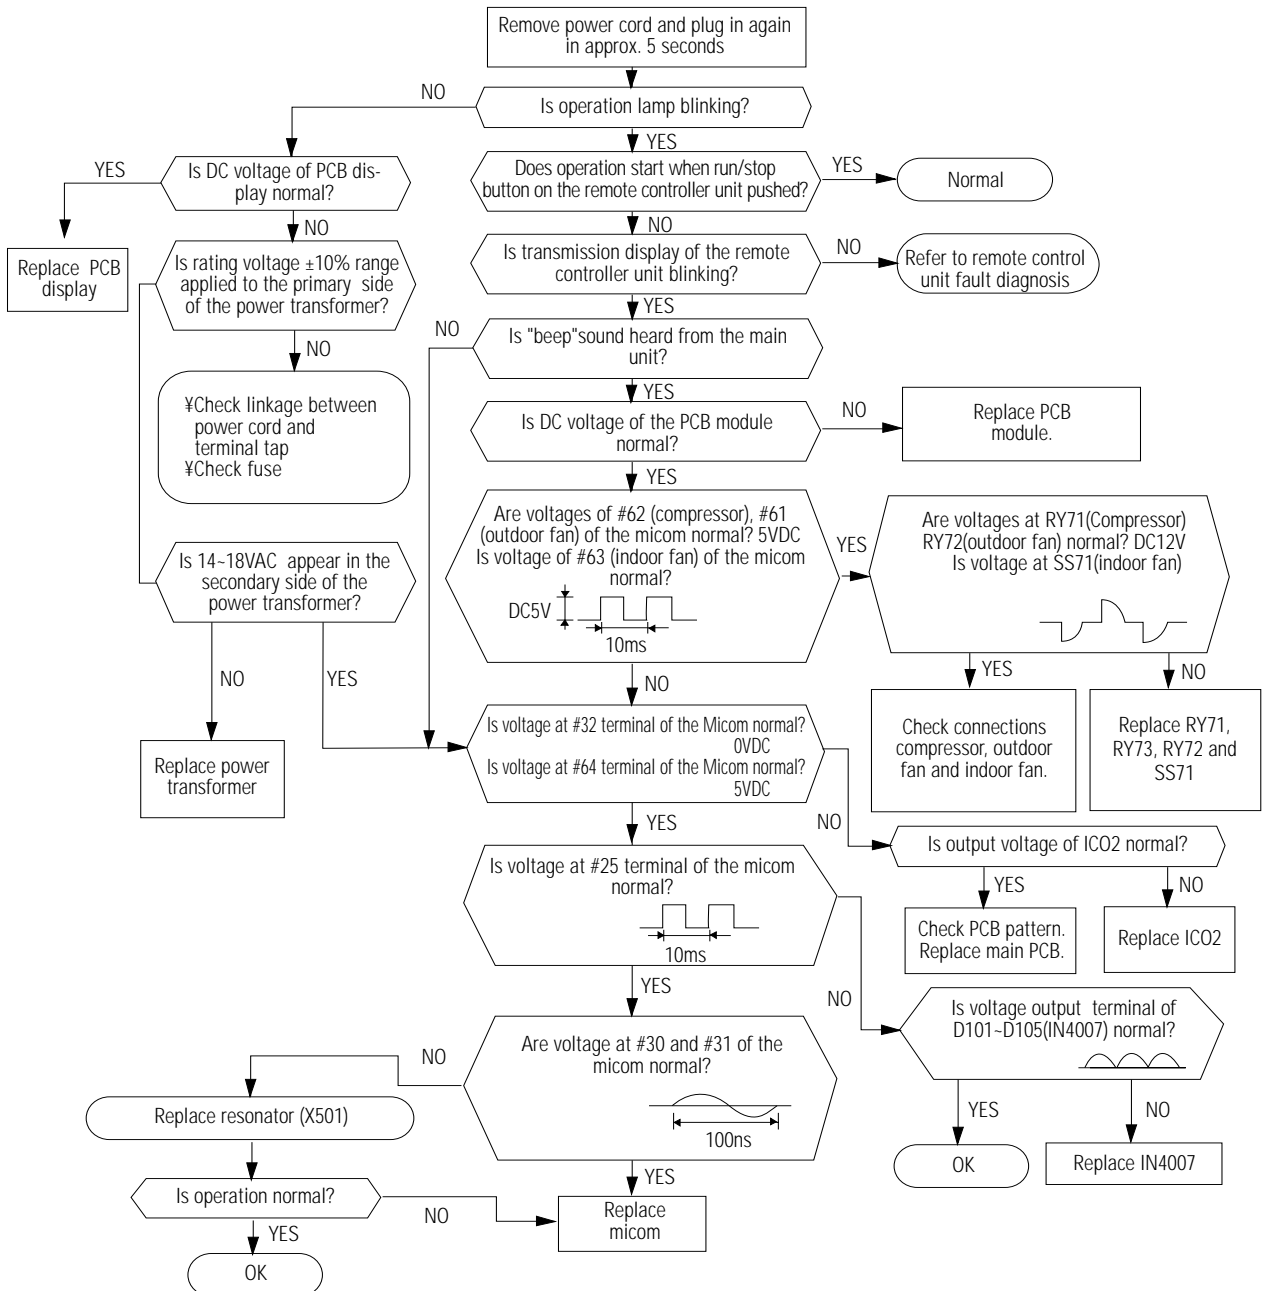 Remove power cord and plug in again
in approx. 5 seconds
NO
Is operation lamp blinking?
YES
YES
Is DC voltage of PCB dis-
play normal?
Does operation start when run/stop
button on the remote controller unit pushed?
YES
Normal
NO
NO
Replace PCB
display
Is rating voltage ±10% range
applied to the primary side
of the power transformer?
Is transmission display of the remote
controller unit blinking?
NO
Refer to remote control
unit fault diagnosis
YES
NO
Is "beep"sound heard from the main
unit?
NO
YES
¥Check linkage between
power cord and
terminal tap
¥Check fuse
Is DC voltage of the PCB module
normal?
NO
Replace PCB
module.
YES
Are voltages of #62 (compressor), #61
(outdoor fan) of the micom normal? 5VDC
Is voltage of #63 (indoor fan) of the micom
normal?
DC5V
10ms
YES
Are voltages at RY71(Compressor)
RY72(outdoor fan) normal? DC12V
Is voltage at SS71(indoor fan)
Is 14~18VAC appear in the
secondary side of the
power transformer?
NO
YES
NO
YES
NO
Replace power
transformer
Is voltage at #32 terminal of the Micom normal?
0VDC
Is voltage at #64 terminal of the Micom normal?
5VDC
Check connections
compressor, outdoor
fan and indoor fan.
Replace RY71,
RY73, RY72 and
SS71
YES
NO
Is output voltage of ICO2 normal?
YES
NO
Is voltage at #25 terminal of the micom
normal?
10ms
Check PCB pattern.
Replace main PCB.
Replace ICO2
YES
NO
Is voltage output terminal of
D101~D105(IN4007) normal?
NO
Are voltage at #30 and #31 of the
micom normal?
100ns
Replace resonator (X501)
YES
NO
OK
Replace IN4007
YES
Is operation normal?
NO
Replace
micom
YES
OK